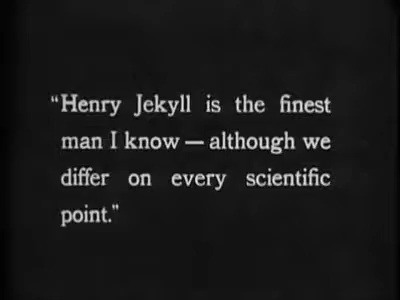 “Henry Jekyll is the finest
man I know — although we
differ on every scientific
point.”